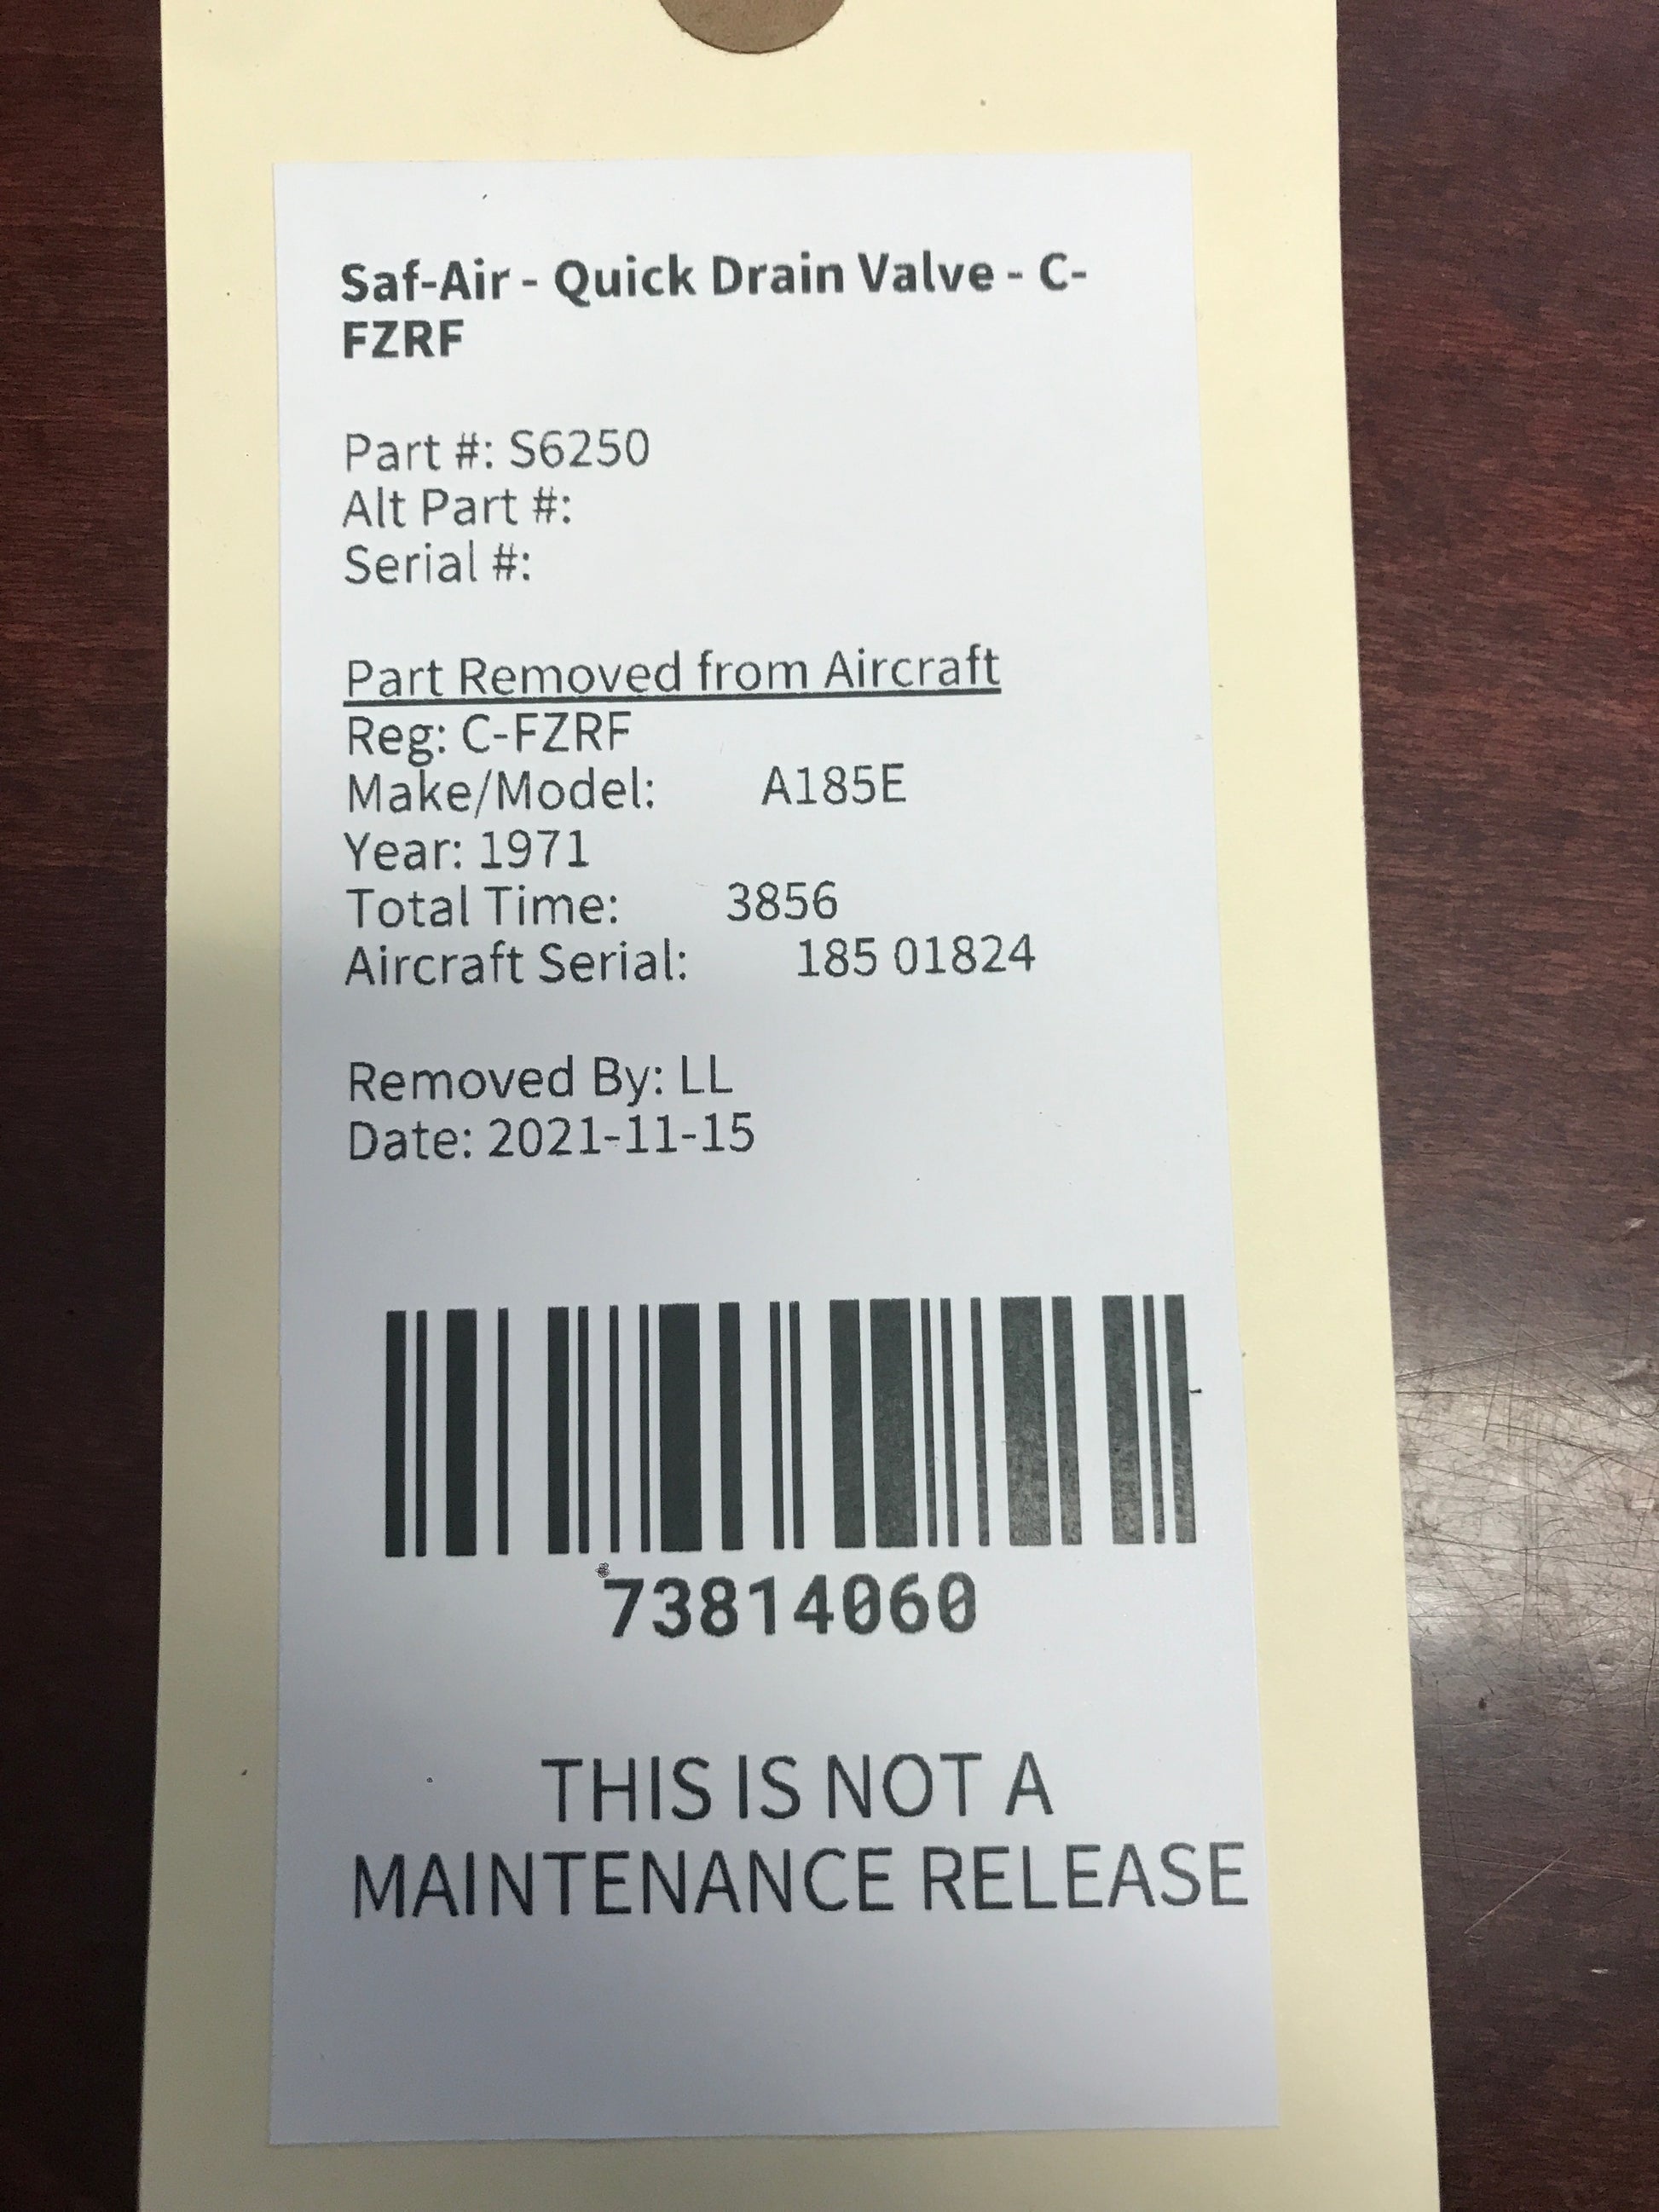 Saf-Air - Quick Drain Valve - C-
FZRF
Part #: S6250
Alt Part #:
Serial #:
Part Removed from Aircraft
Reg: C-FZRF
Make/Model: A185E
Year: 1971
Total Time: 3856
Aircraft Serial: 185 01824
Removed By: LL
Date: 2021-11-15
73814060
THIS IS NOT A
MAINTENANCE RELEASE